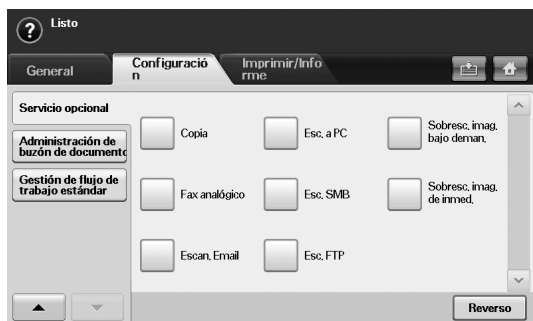 Listo
General
Configuració
n
Imprimir/Info
rme
Servicio opcional
Administración de
buzón de documento
Gestión de flujo de
trabajo estándar
Copia
Esc. a PC
Sobresc. imag.
bajo deman.
Fax analógico
Esc. SMB
Sobresc. imag.
de inmed.
Escan. Email
Esc. FTP
Reverso